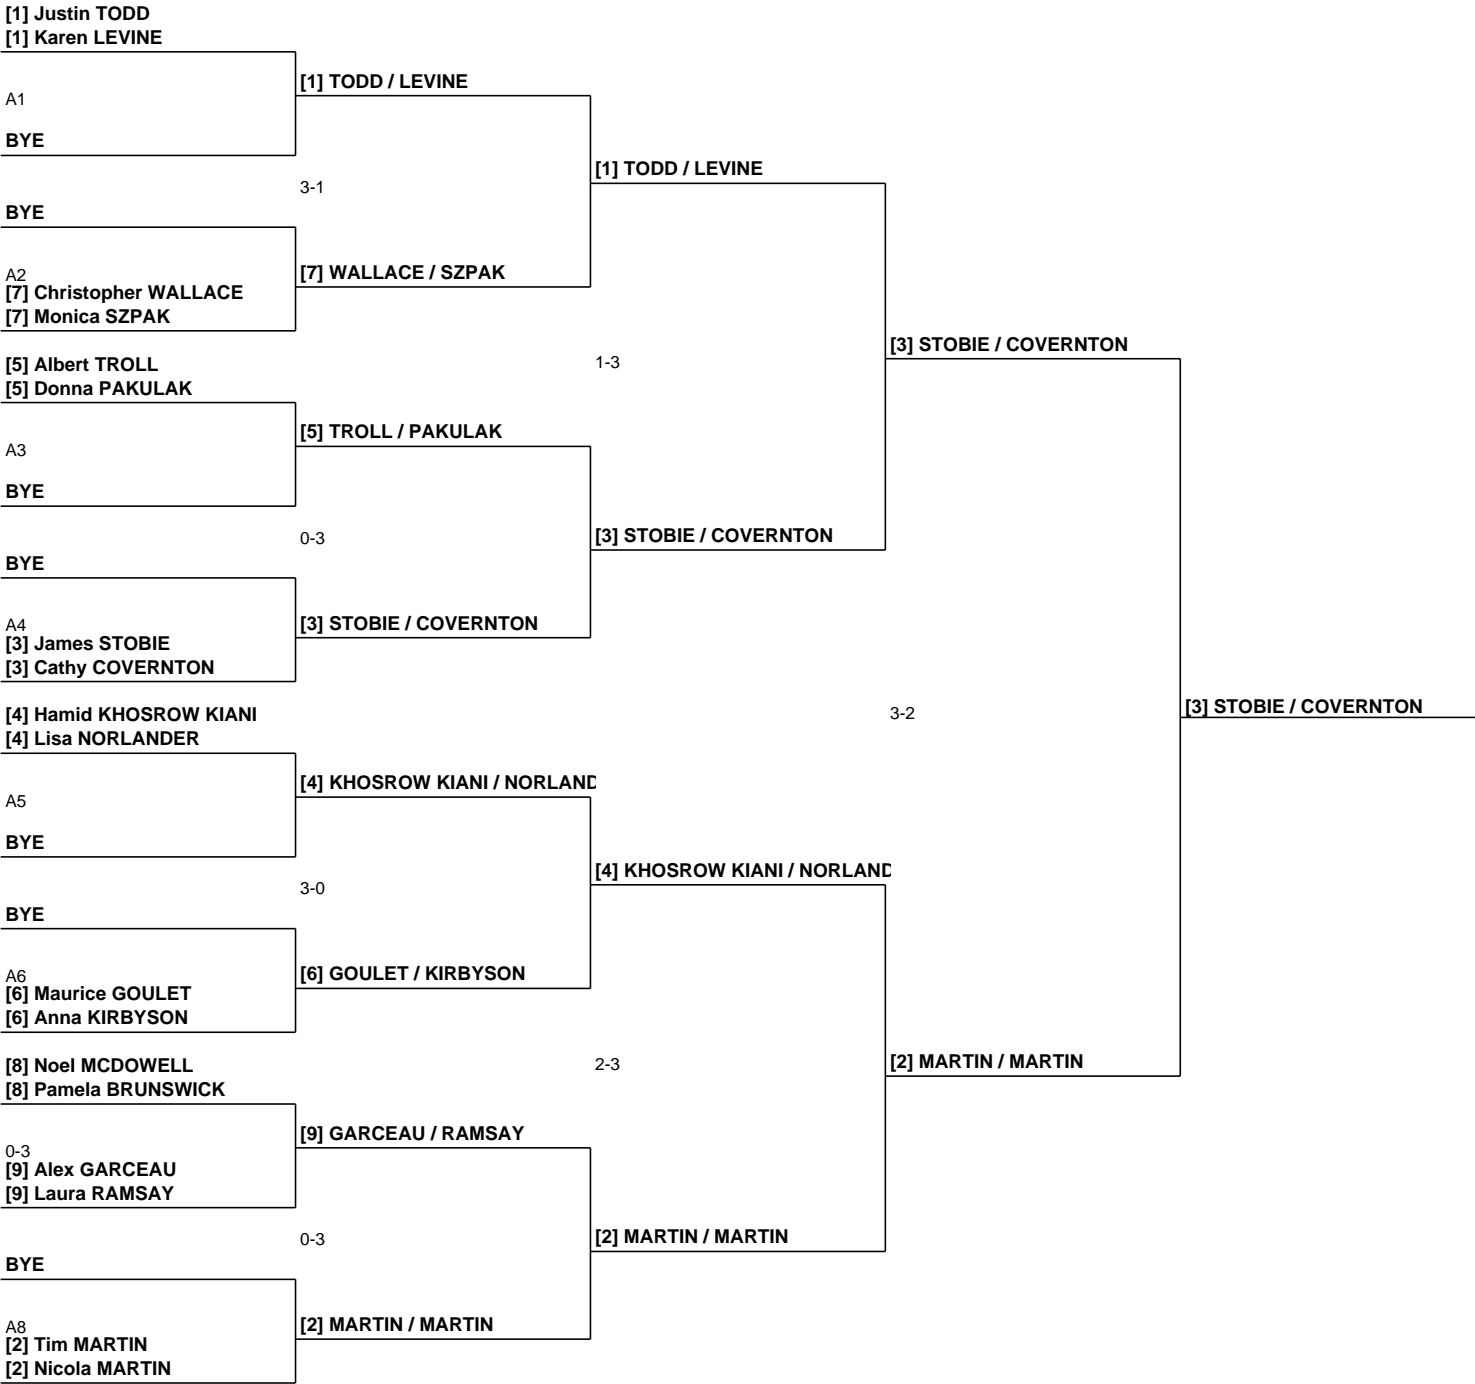 [1] Justin TODD
[1] Karen LEVINE
[1] TODD / LEVINE
A1
BYE
[1] TODD / LEVINE
3-1
BYE
A2
[7] WALLACE / SZPAK
[7] Christopher WALLACE
[7] Monica SZPAK
[3] STOBIE / COVERNTON
[5] Albert TROLL
1-3
[5] Donna PAKULAK
[5] TROLL / PAKULAK
A3
BYE
0-3
[3] STOBIE / COVERNTON
BYE
A4
[3] STOBIE / COVERNTON
[3] James STOBIE
[3] Cathy COVERNTON
[3] STOBIE / COVERNTON
[4] Hamid KHOSROW KIANI
3-2
[4] Lisa NORLANDER
[4] KHOSROW KIANI / NORLAND
A5
BYE
[4] KHOSROW KIANI / NORLAND
3-0
BYE
A6
[6] GOULET / KIRBYSON
[6] Maurice GOULET
[6] Anna KIRBYSON
[8] Noel MCDOWELL
2-3
[2] MARTIN / MARTIN
[8] Pamela BRUNSWICK
[9] GARCEAU / RAMSAY
0-3
[9] Alex GARCEAU
[9] Laura RAMSAY
0-3
[2] MARTIN / MARTIN
BYE
A8
[2] MARTIN / MARTIN
[2] Tim MARTIN
[2] Nicola MARTIN